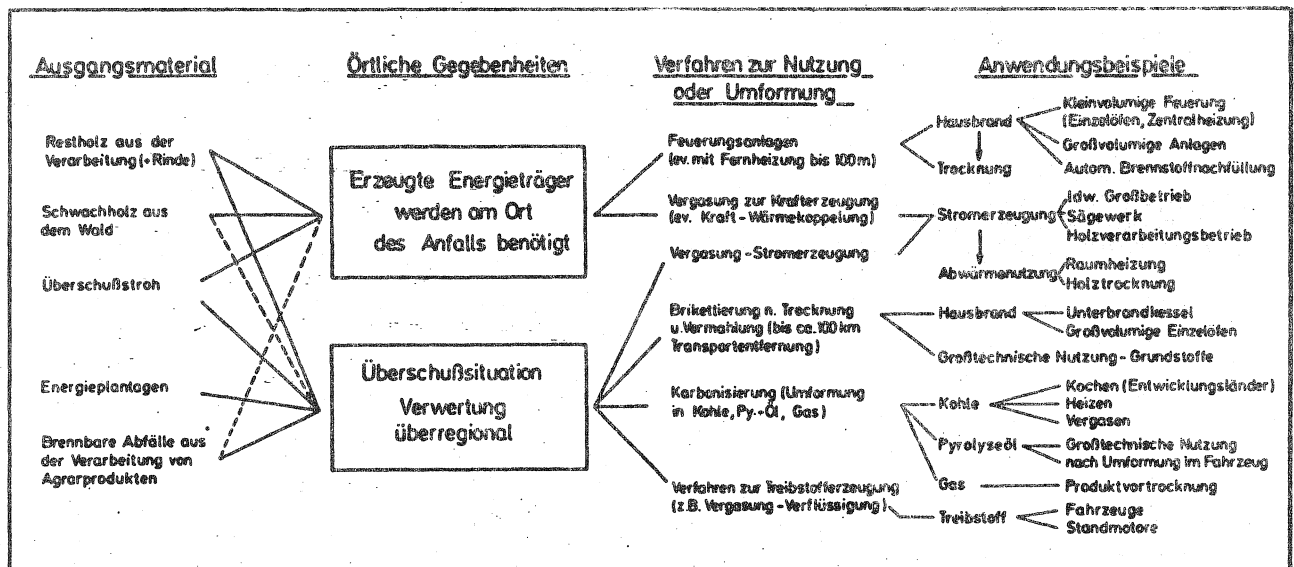 Ausgangsmaterial
Örtliche Gegebenheiten
Verfahren zur Nutzung
oder Umformung
Anwendungsbeispiele
Restholz aus der
Verarbeitung (+Rinde)
Schwachholz aus
dem Wald
Überschußstroh
Energieplantagen
Brennbare Abfälle aus
der Verarbeitung von
Agrarprodukten
Erzeugte Energieträger
werden am Ort
des Anfalls benötigt
Überschußsituation
Verwertung
überregional
Feuerungsanlagen
(ev. mit Fernheizung bis 100m)
Vergasung zur Krafterzeugung
(ev. Kraft-Wärmekoppelung)
Vergasung-Stromerzeugung
Brikettierung n. Trocknung
u. Vermahlung (bis ca. 100 km
Transportentfernung)
Karbonisierung (Umformung
in Kohle, Py.-Öl, Gas)
Verfahren zur Treibstofferzeugung
(z.B. Vergasung-Verflüssigung)
Hausbrand
Kleinvolumige Feuerung
(Einzelöfen, Zentralheizung)
Großvolumige Anlagen
Autom. Brennstoffnachfüllung
Trocknung
Stromerzeugung
ldw. Großbetrieb
Sägewerk
Holzverarbeitungsbetrieb
Abwärmenutzung
Raumheizung
Holztrocknung
Hausbrand
Unterbrandkessel
Großvolumige Einzelöfen
Großtechnische Nutzung-Grundstoffe
Kohle
Kochen (Entwicklungsländer)
Heizen
Vergasen
Pyrolyseöl
Großtechnische Nutzung
nach Umformung im Fahrzeug
Gas
Produktvortrocknung
Treibstoff
Fahrzeuge
Standmotore